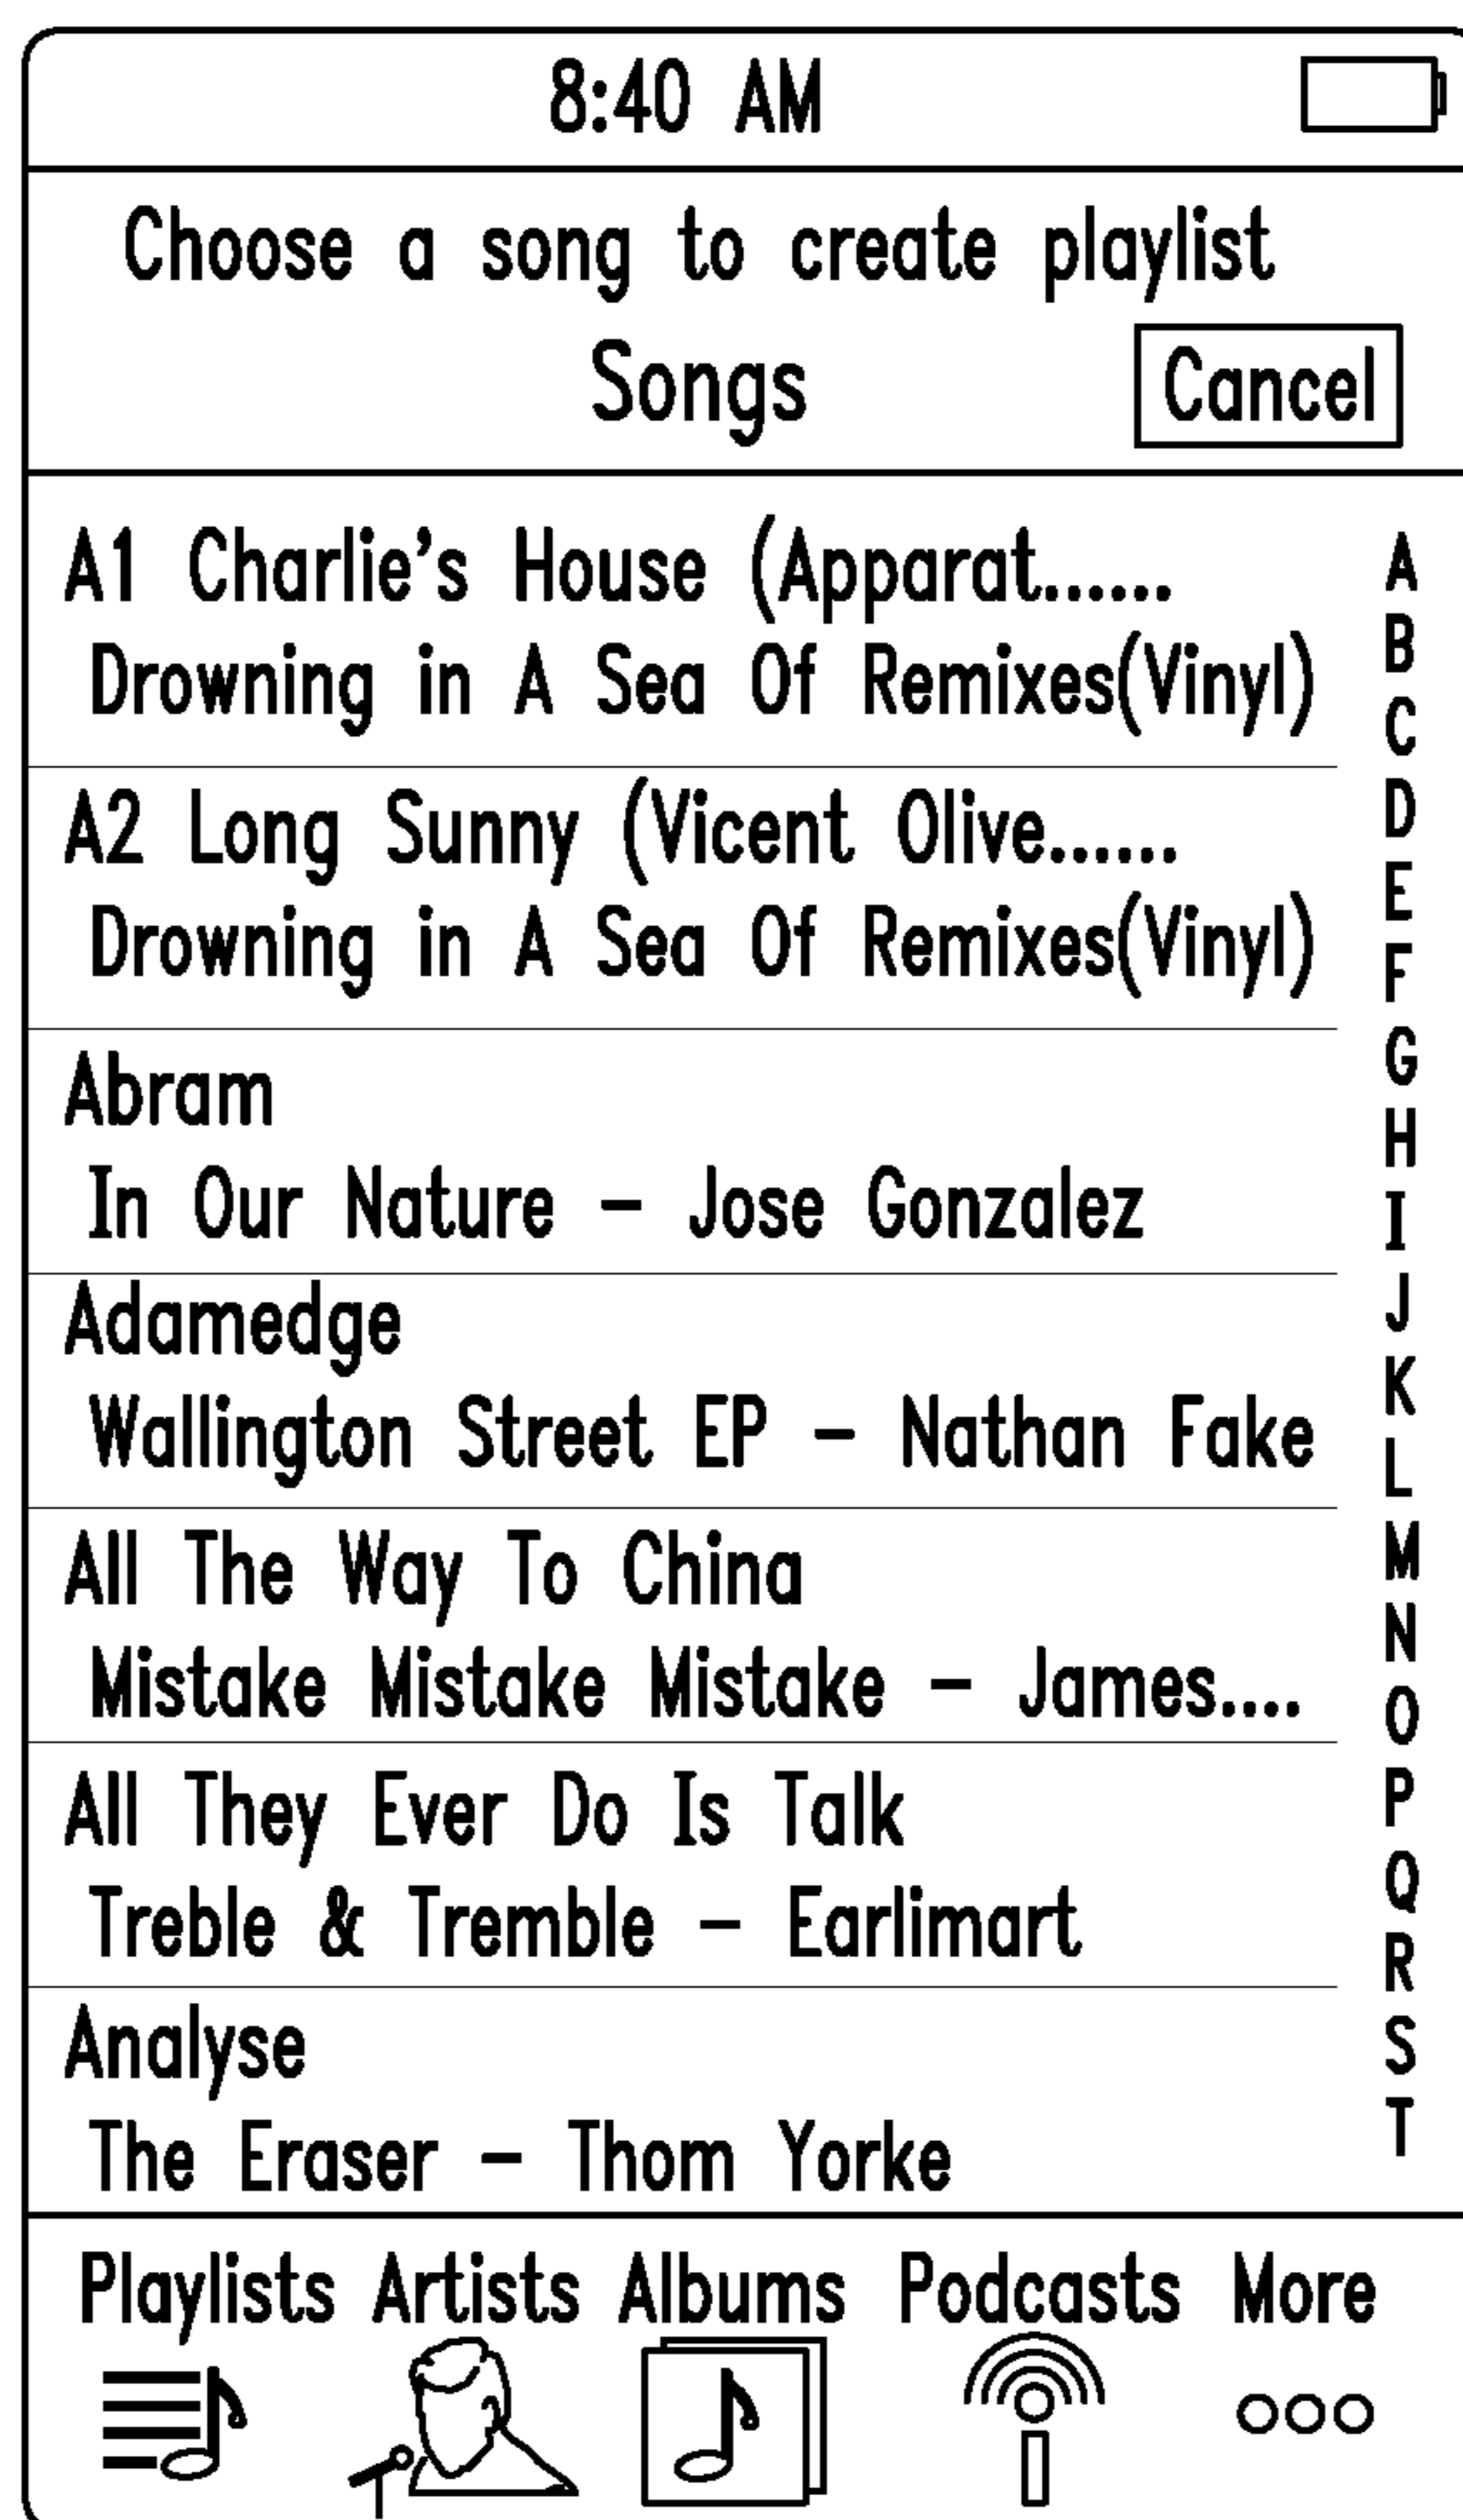 8:40 AM
Choose a song to create playlist
Songs
Cancel
A1 Charlie's House (Apparat......
Drowning in A Sea Of Remixes(Vinyl)
A2 Long Sunny (Vicent Olive......
Drowning in A Sea Of Remixes(Vinyl)
Abram
In Our Nature - Jose Gonzalez
Adamedge
Wallington Street EP - Nathan Fake
All The Way To China
Mistake Mistake Mistake - James....
All They Ever Do Is Talk
Treble & Tremble - Earlimart
Analyse
The Eraser - Thom Yorke
A
B
C
D
E
F
G
H
I
J
K
L
M
N
O
P
Q
R
S
T
Playlists Artists Albums Podcasts More